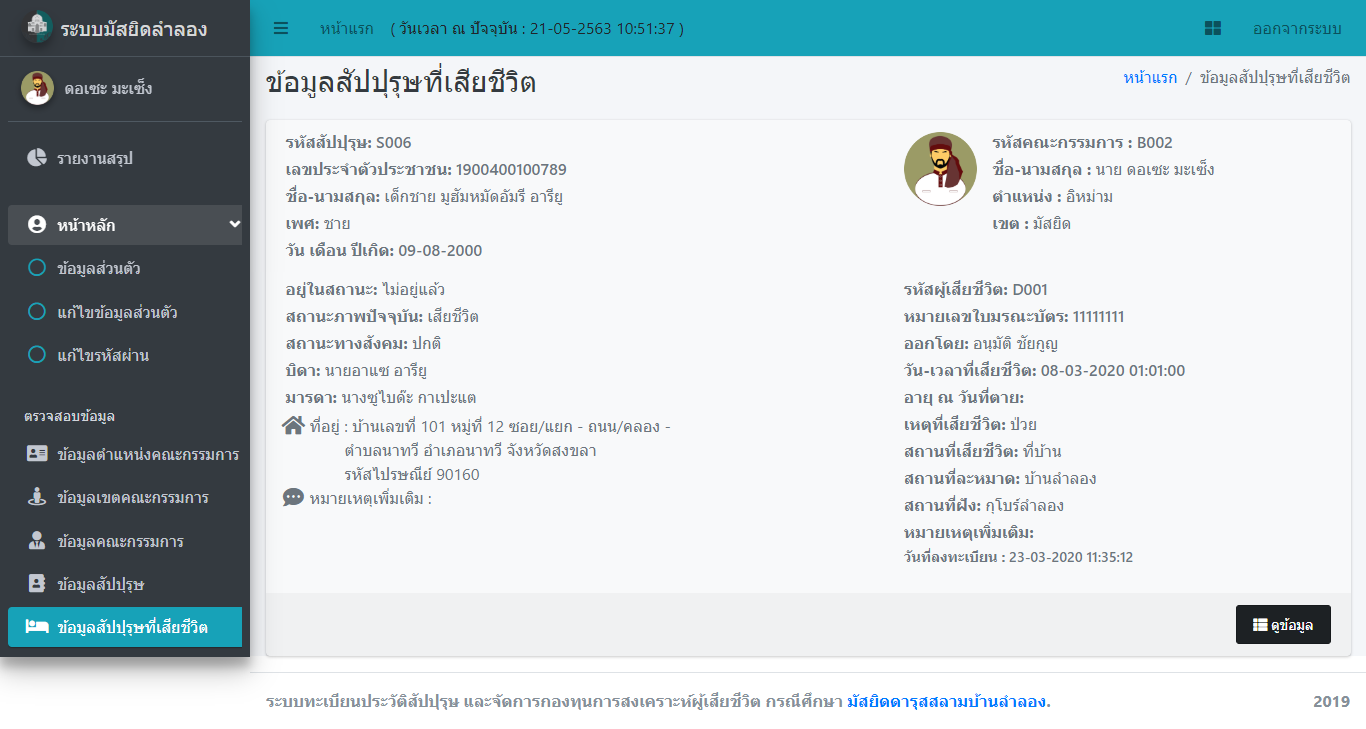 ระบบมัสยิดลำลอง
หน้าแรก ( วันเวลา ณ ปัจจุบัน : 21-05-2563 10:51:37 )
ออกจากระบบ
ดอเซะ มะเซ็ง
รายงานสรุป
หน้าหลัก
ข้อมูลส่วนตัว
แก้ไขข้อมูลส่วนตัว
แก้ไขรหัสผ่าน
ตรวจสอบข้อมูล
ข้อมูลตำแหน่งคณะกรรมการ
ข้อมูลเขตคณะกรรมการ
ข้อมูลคณะกรรมการ
ข้อมูลสัปปุรุษ
ข้อมูลสัปปุรุษที่เสียชีวิต
ข้อมูลสัปปุรุษที่เสียชีวิต
หน้าแรก / ข้อมูลสัปปุรุษที่เสียชีวิต
รหัสสัปปุรุษ: S006
เลขประจำตัวประชาชน: 1900400100789
ชื่อ-นามสกุล: เด็กชาย มูฮัมหมัดอัมรี อารียู
เพศ: ชาย
วัน เดือน ปีเกิด: 09-08-2000
รหัสคณะกรรมการ : B002
ชื่อ-นามสกุล : นาย ดอเซะ มะเซ็ง
ตำแหน่ง : อิหม่าม
เขต : มัสยิด
อยู่ในสถานะ: ไม่อยู่แล้ว
สถานะภาพปัจจุบัน: เสียชีวิต
สถานะทางสังคม: ปกติ
บิดา: นายอาแซ อารียู
มารดา: นางซูไบด๊ะ กาเปะแต
ที่อยู่ : บ้านเลขที่ 101 หมู่ที่ 12 ซอย/แยก - ถนน/คลอง -
ตำบลนาทวี อำเภอนาทวี จังหวัดสงขลา
รหัสไปรษณีย์ 90160
หมายเหตุเพิ่มเติม :
รหัสผู้เสียชีวิต: D001
หมายเลขใบมรณะบัตร: 11111111
ออกโดย: อนุมัติ ชัยกูญ
วัน-เวลาที่เสียชีวิต: 08-03-2020 01:01:00
อายุ ณ วันที่ตาย:
เหตุที่เสียชีวิต: ป่วย
สถานที่เสียชีวิต: ที่บ้าน
สถานที่ละหมาด: บ้านลำลอง
สถานที่ฝัง: กุโบร์ลำลอง
หมายเหตุเพิ่มเติม:
วันที่ลงทะเบียน : 23-03-2020 11:35:12
ดูข้อมูล
ระบบทะเบียนประวัติสัปปุรุษ และจัดการกองทุนการสงเคราะห์ผู้เสียชีวิต กรณีศึกษา มัสยิดดารุสสลามบ้านลำลอง.
2019